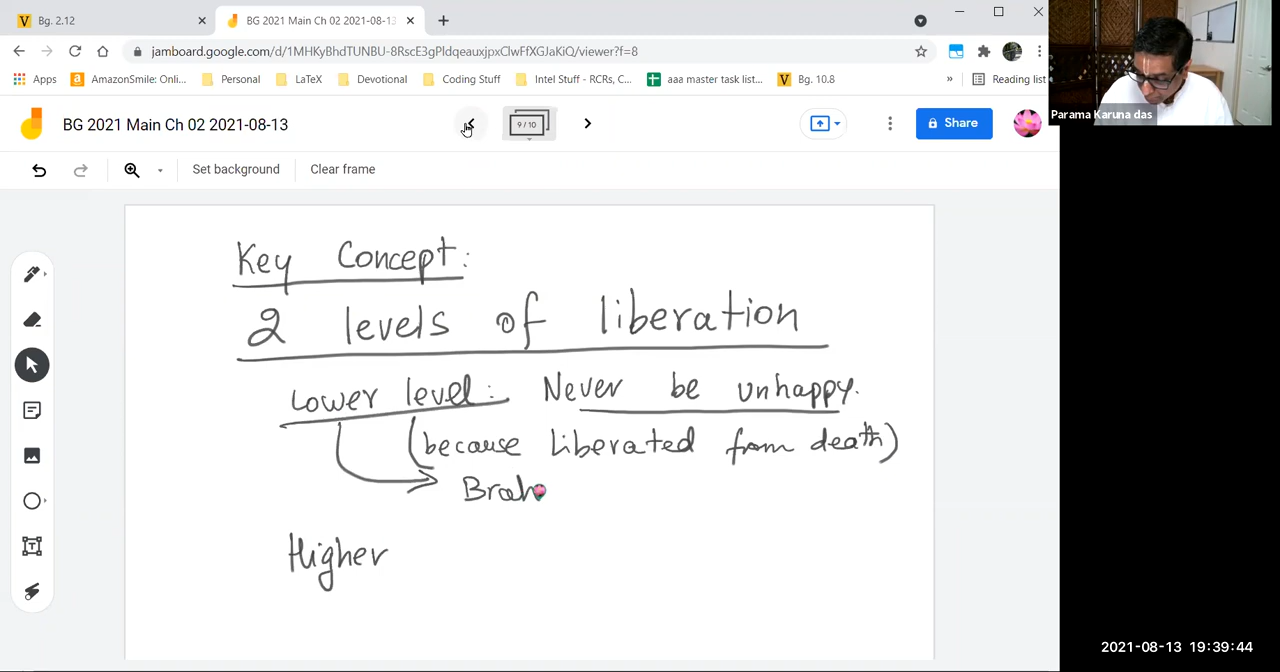 Bg. 2.12
BG 2021 Main Ch 02 2021-08-13
jamboard.google.com/d/1MHKyBhdTUNBU-8RscE3gPldqeauxjpxClwFfXGJaKiQ/viewer?f=8
Apps AmazonSmile: Onli... Personal LaTeX Devotional Coding Stuff Intel Stuff - RCRs, C... aaa master task list... Bg. 10.8 » Reading list
Parama Karuna das
BG 2021 Main Ch 02 2021-08-13
9/10
Share
Set background Clear frame
Key Concept:
2 levels of liberation
Lower level: Never be unhappy.
(because liberated from death)
Brah
Higher
2021-08-13 19:39:44